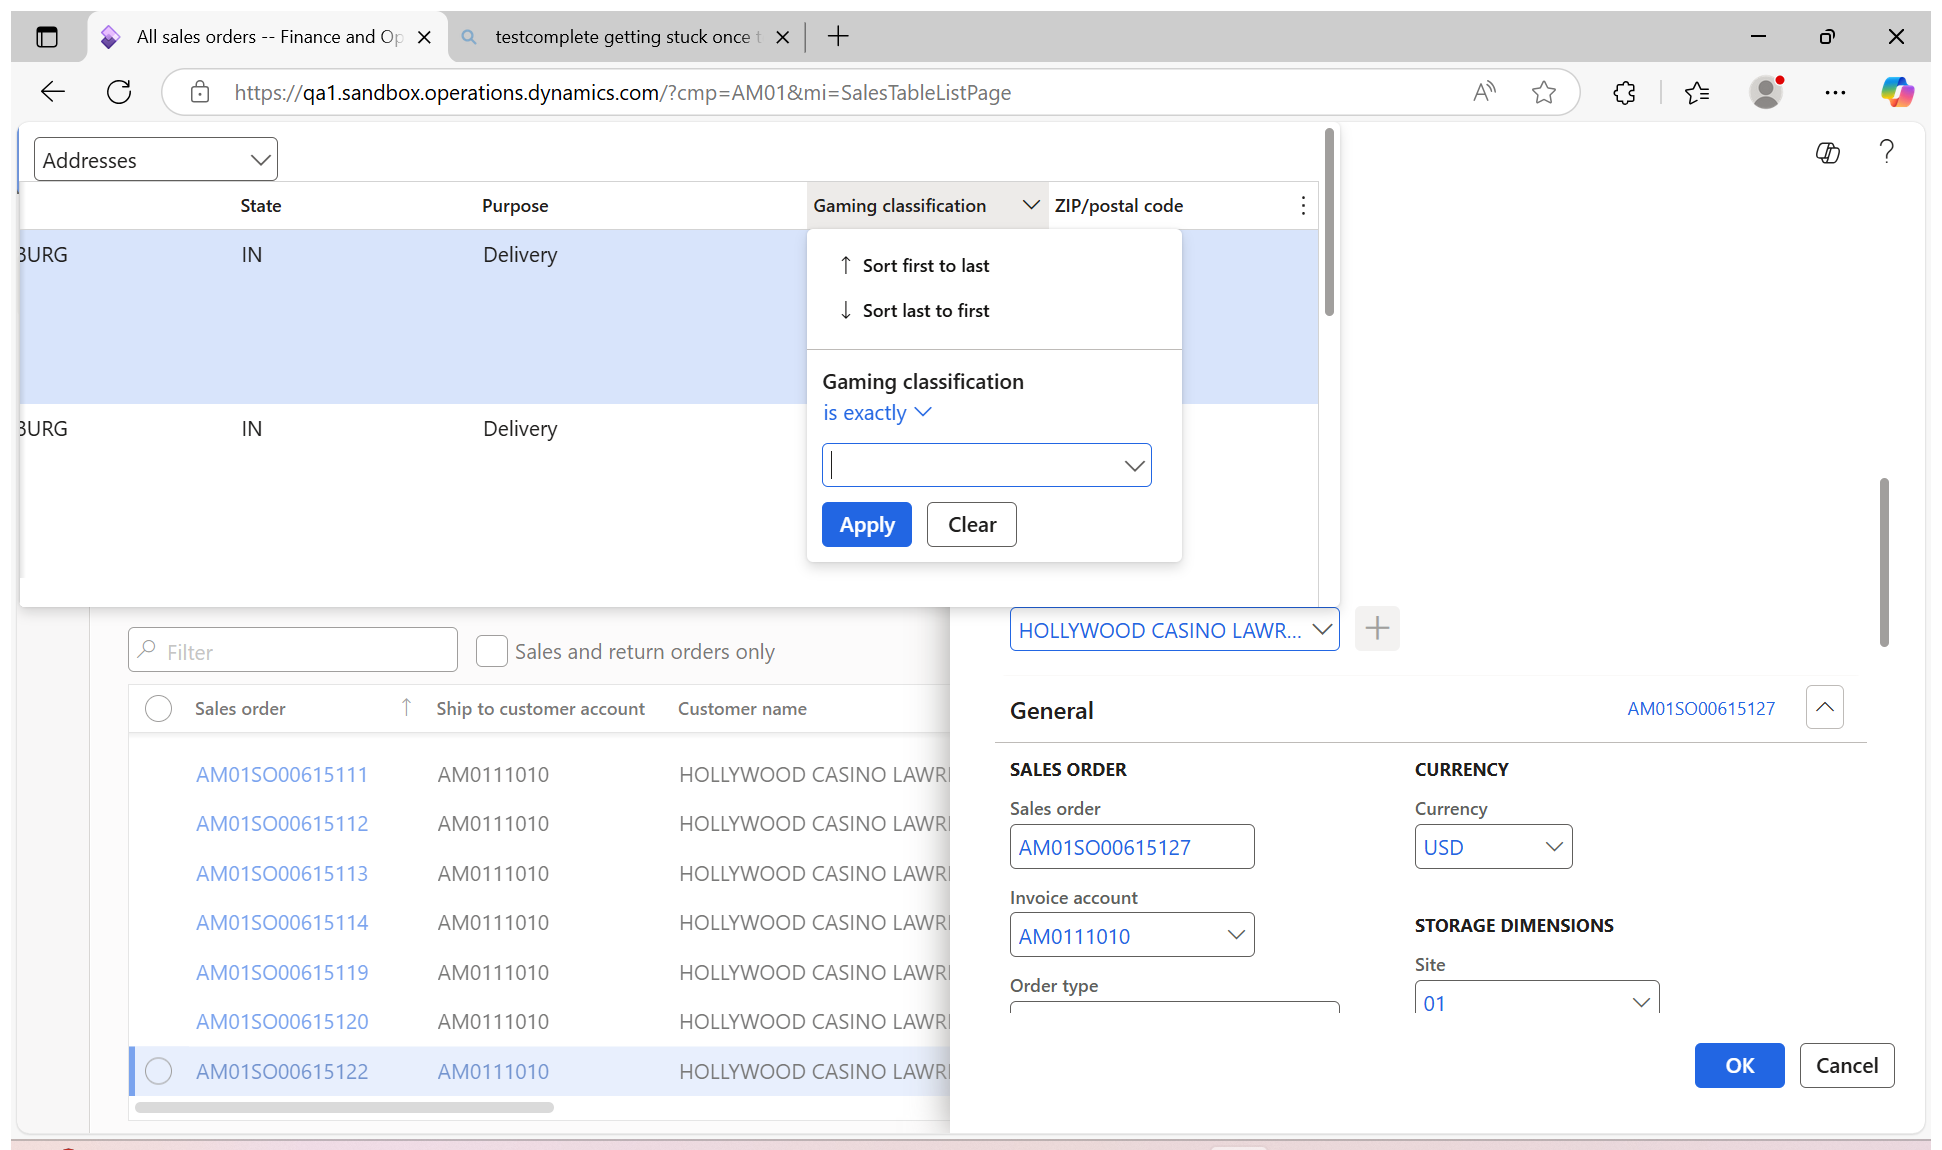 All sales orders -- Finance and Op
testcomplete getting stuck once t
https://qa1.sandbox.operations.dynamics.com/?cmp=AM01&mi=SalesTableListPage
Addresses
State Purpose Gaming classification ZIP/postal code
BURG IN Delivery
Sort first to last
Sort last to first
Gaming classification
is exactly
BURG IN Delivery
Apply Clear
HOLLYWOOD CASINO LAWR...
Filter
Sales and return orders only
Sales order Ship to customer account Customer name
AM01SO00615111 AM0111010 HOLLYWOOD CASINO LAWR
AM01SO00615112 AM0111010 HOLLYWOOD CASINO LAWR
AM01SO00615113 AM0111010 HOLLYWOOD CASINO LAWR
AM01SO00615114 AM0111010 HOLLYWOOD CASINO LAWR
AM01SO00615119 AM0111010 HOLLYWOOD CASINO LAWR
AM01SO00615120 AM0111010 HOLLYWOOD CASINO LAWR
AM01SO00615122 AM0111010 HOLLYWOOD CASINO LAWR
General AM01SO00615127
SALES ORDER
Sales order
AM01SO00615127
Invoice account
AM0111010
Order type
CURRENCY
Currency
USD
STORAGE DIMENSIONS
Site
01
OK Cancel